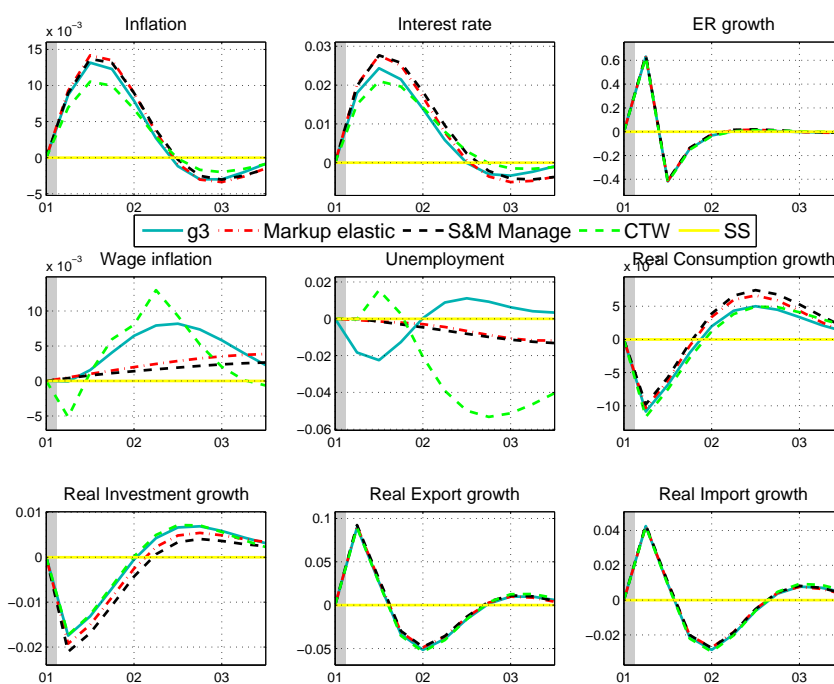 Inflation Interest rate ER growth
x 10⁻³
15
10
5
0
−5
01 02 03
0.03
0.02
0.01
0
01 02 03
0.6
0.4
0.2
0
−0.2
−0.4
01 02 03
g3 Markup elastic S&M Manage CTW SS
Wage inflation Unemployment Real Consumption growth
x 10⁻³
10
5
0
−5
01 02 03
0.02
0
−0.02
−0.04
−0.06
01 02 03
x 10
5
0
−5
−10
01 02 03
Real Investment growth Real Export growth Real Import growth
0.01
0
−0.01
−0.02
01 02 03
0.1
0.05
0
−0.05
01 02 03
0.04
0.02
0
−0.02
01 02 03